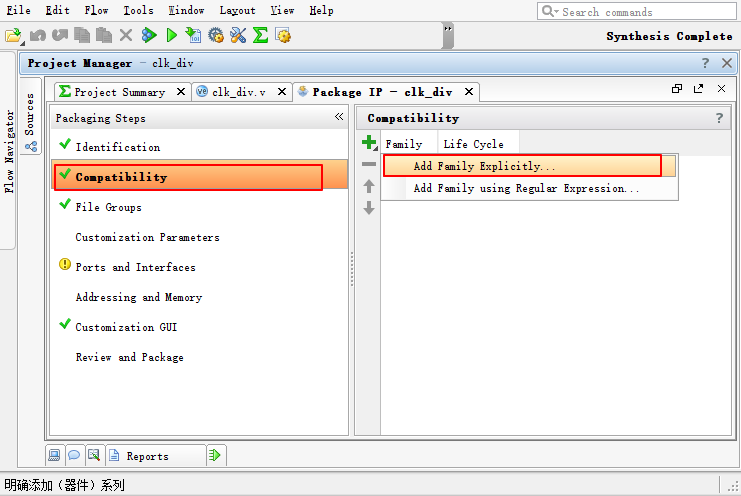 File Edit Flow Tools Window Layout View Help
Search commands
Synthesis Complete
Project Manager - clk_div
Flow Navigator
Sources
Project Summary
clk_div.v
Package IP - clk_div
Packaging Steps
Identification
Compatibility
File Groups
Customization Parameters
Ports and Interfaces
Addressing and Memory
Customization GUI
Review and Package
Compatibility
Family Life Cycle
Add Family Explicitly...
Add Family using Regular Expression...
Reports
明确添加（器件）系列